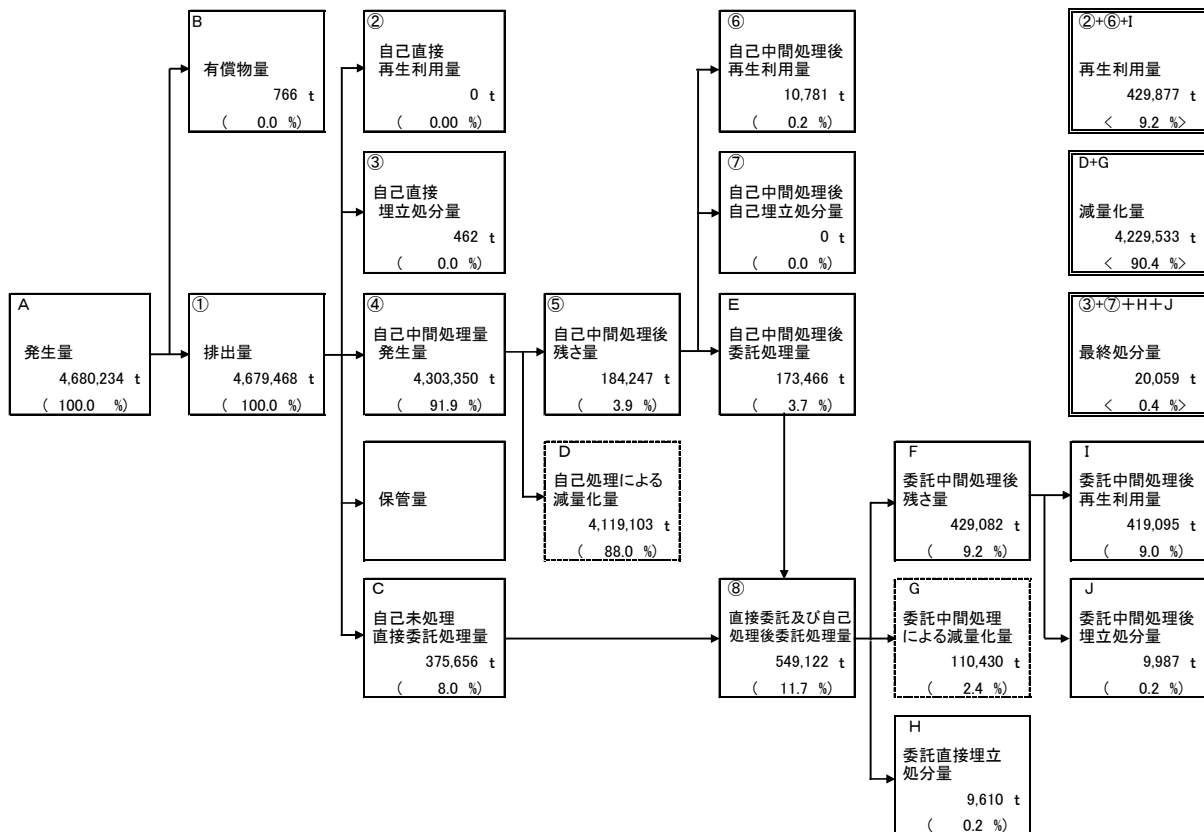 B
有償物量
766 t
( 0.0 %)
②
自己直接
再生利用量
0 t
( 0.00 %)
⑥
自己中間処理後
再生利用量
10,781 t
( 0.2 %)
②+⑥+I
再生利用量
429,877 t
< 9.2 %>
③
自己直接
埋立処分量
462 t
( 0.0 %)
⑦
自己中間処理後
自己埋立処分量
0 t
( 0.0 %)
D+G
減量化量
4,229,533 t
< 90.4 %>
A
発生量
4,680,234 t
( 100.0 %)
①
排出量
4,679,468 t
( 100.0 %)
④
自己中間処理量
発生量
4,303,350 t
( 91.9 %)
⑤
自己中間処理後
残さ量
184,247 t
( 3.9 %)
E
自己中間処理後
委託処理量
173,466 t
( 3.7 %)
③+⑦+H+J
最終処分量
20,059 t
< 0.4 %>
保管量
D
自己処理による
減量化量
4,119,103 t
( 88.0 %)
F
委託中間処理後
残さ量
429,082 t
( 9.2 %)
I
委託中間処理後
再生利用量
419,095 t
( 9.0 %)
C
自己未処理
直接委託処理量
375,656 t
( 8.0 %)
⑧
直接委託及び自己
処理後委託処理量
549,122 t
( 11.7 %)
G
委託中間処理
による減量化量
110,430 t
( 2.4 %)
J
委託中間処理後
埋立処分量
9,987 t
( 0.2 %)
H
委託直接埋立
処分量
9,610 t
( 0.2 %)